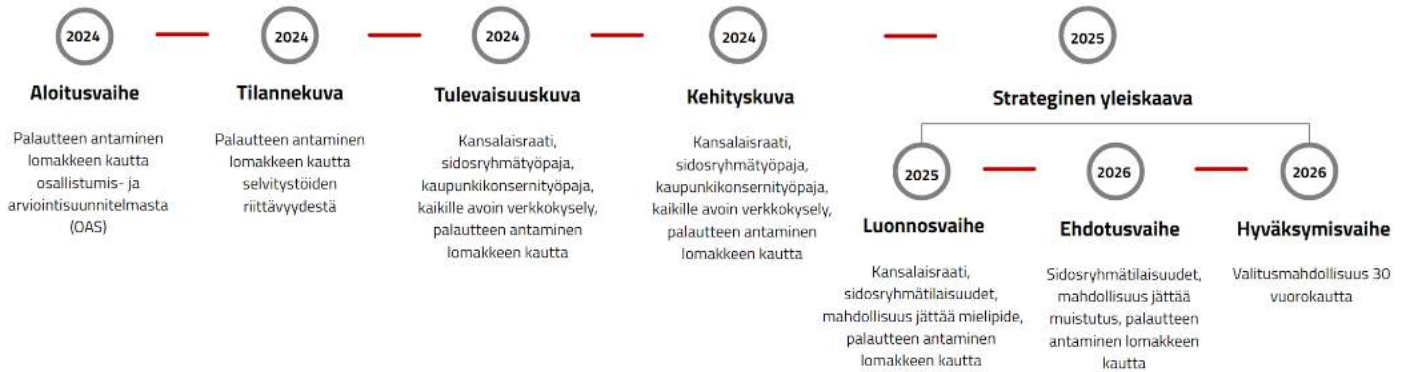 2024
Aloitusvaihe
Palautteen antaminen
lomakkeen kautta
osallistumis- ja
arviointisuunnitelmasta
(OAS)
2024
Tilannekuva
Palautteen antaminen
lomakkeen kautta
selvitystöiden
riittävyydestä
2024
Tulevaisuuskuva
Kansalaisraati,
sidosryhmätyöpaja,
kaupunkikonsernityöpaja,
kaikille avoin verkkokysely,
palautteen antaminen
lomakkeen kautta
2024
Kehityskuva
Kansalaisraati,
sidosryhmätyöpaja,
kaupunkikonsernityöpaja,
kaikille avoin verkkokysely,
palautteen antaminen
lomakkeen kautta
2025
Strateginen yleiskaava
2025
Luonnosvaihe
Kansalaisraati,
sidosryhmätilaisuudet,
mahdollisuus jättää mielipide,
palautteen antaminen
lomakkeen kautta
2026
Ehdotusvaihe
Sidosryhmätilaisuudet,
mahdollisuus jättää
muistutus, palautteen
antaminen lomakkeen
kautta
2026
Hyväksymisvaihe
Valitusmahdollisuus 30
vuorokautta